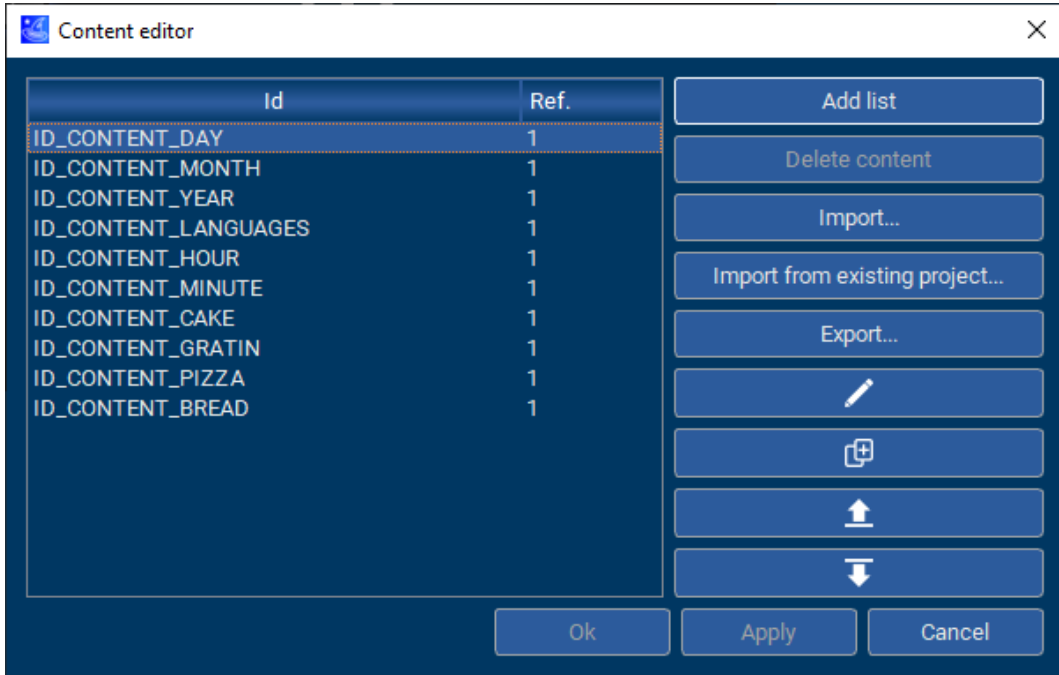 Content editor
Id Ref.
ID_CONTENT_DAY 1
ID_CONTENT_MONTH 1
ID_CONTENT_YEAR 1
ID_CONTENT_LANGUAGES 1
ID_CONTENT_HOUR 1
ID_CONTENT_MINUTE 1
ID_CONTENT_CAKE 1
ID_CONTENT_GRATIN 1
ID_CONTENT_PIZZA 1
ID_CONTENT_BREAD 1
Add list
Delete content
Import...
Import from existing project...
Export...
Ok Apply Cancel